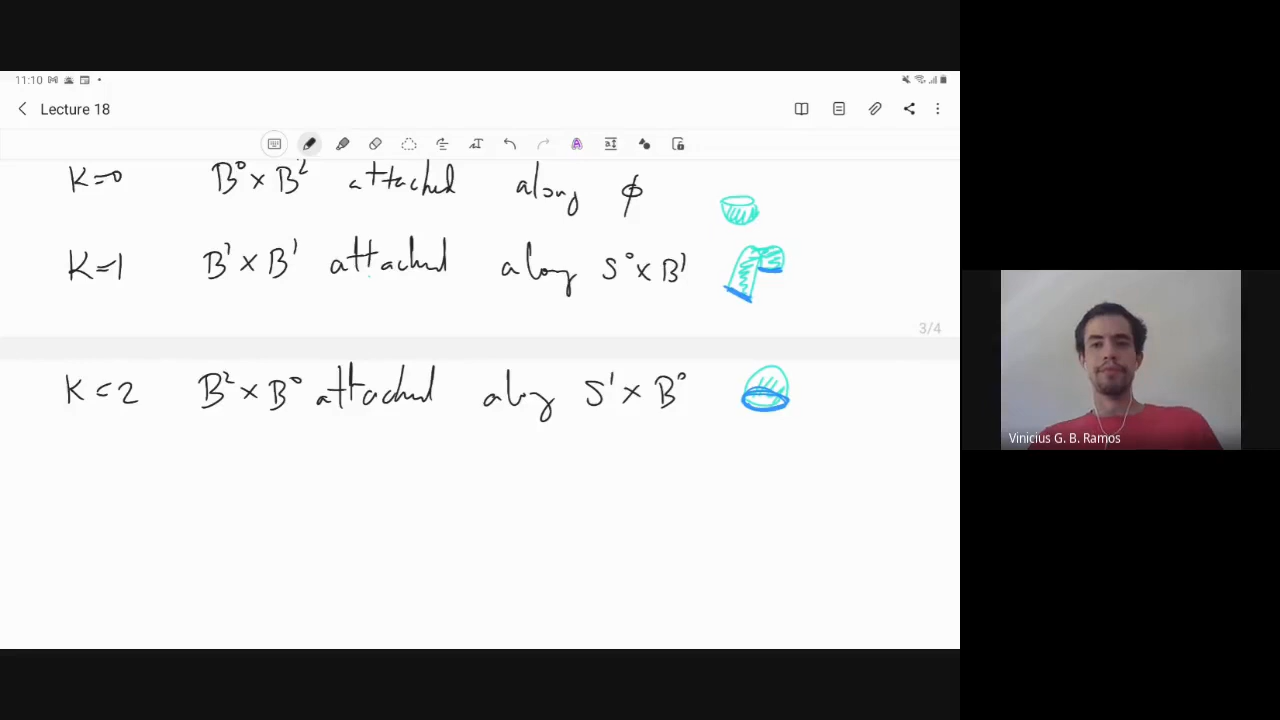 11:10
Lecture 18
K=0 B⁰ × B² attached along ϕ
K=1 B¹ × B¹ attached along S⁰ × B¹
3/4
K=2 B² × B⁰ attached along S¹ × B⁰
Vinicius G. B. Ramos